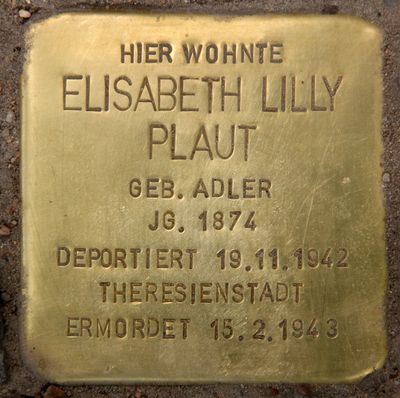 HIER WOHNTE
ELISABETH LILLY
PLAUT
GEB. ADLER
JG. 1874
DEPORTIERT 19.11.1942
THERESIENSTADT
ERMORDET 15.2.1943